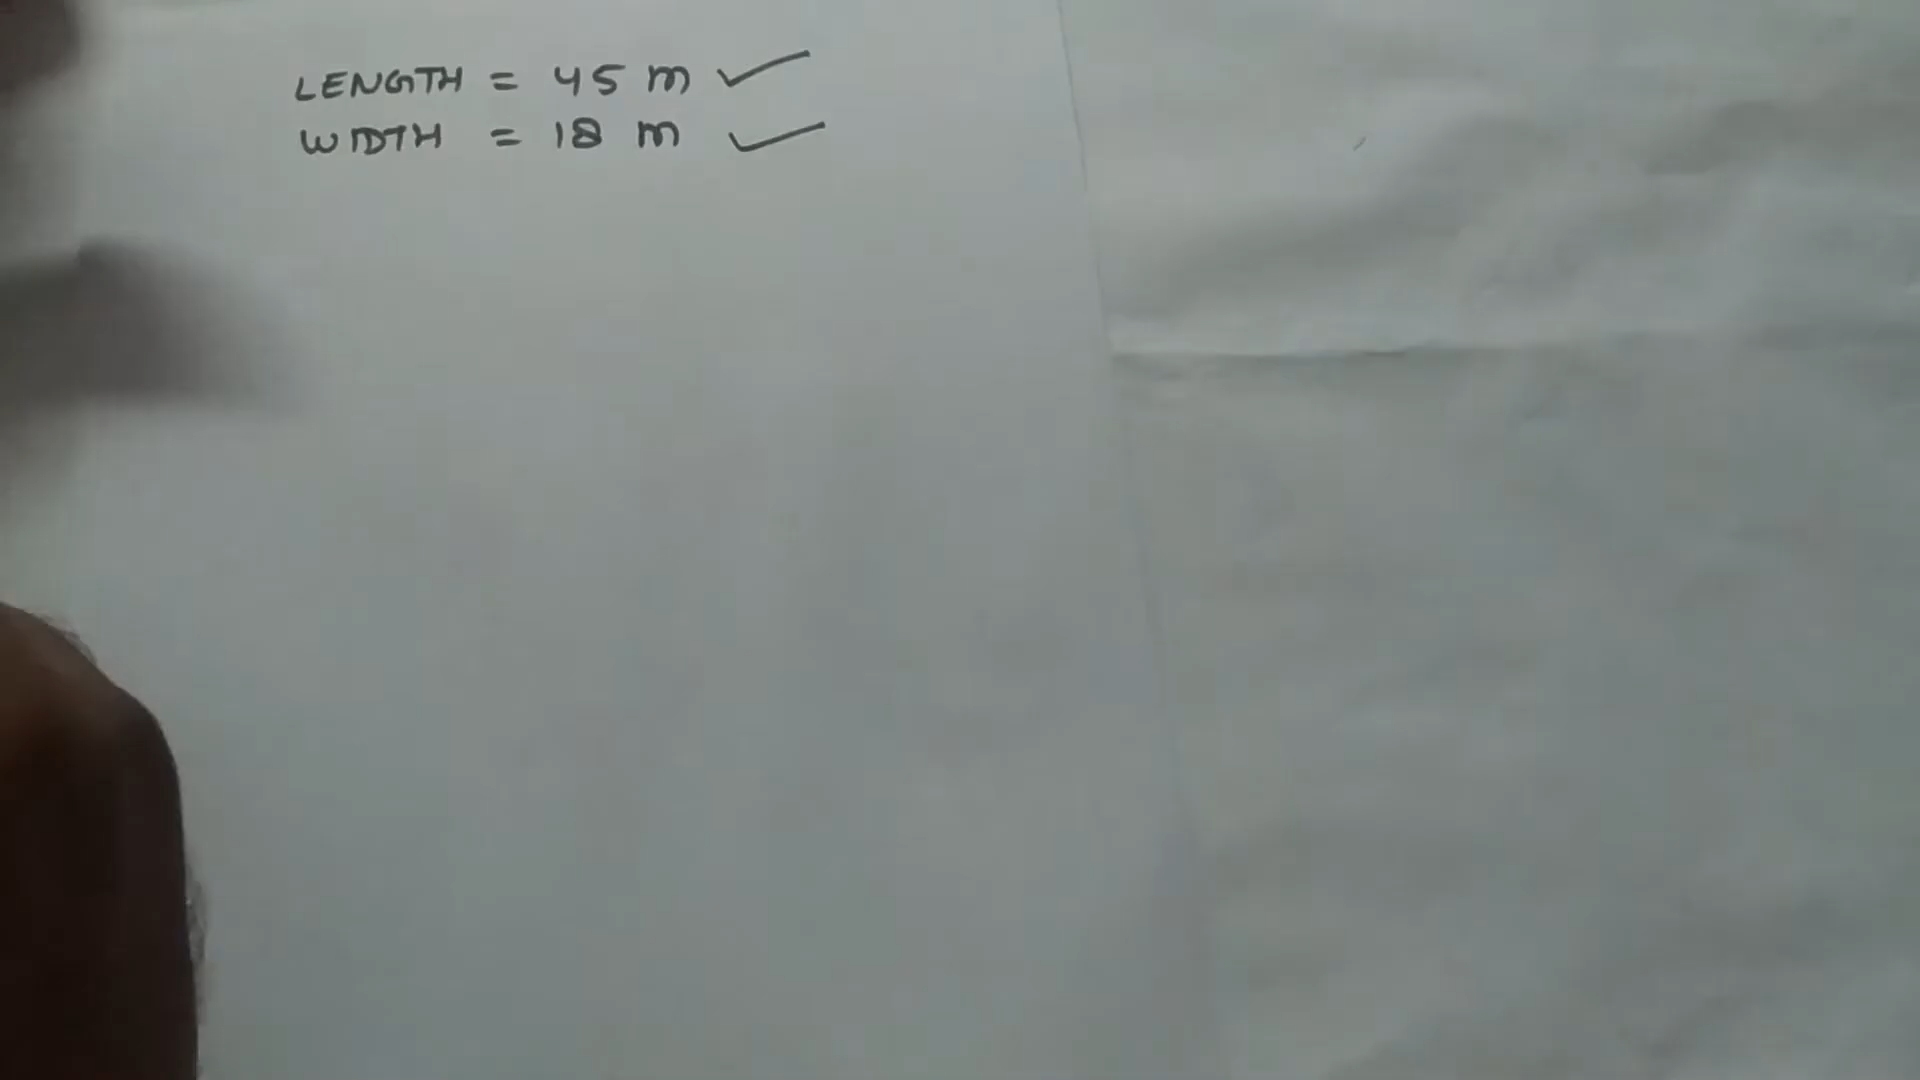 LENGTH = 45 m ✓
WIDTH = 18 m ✓